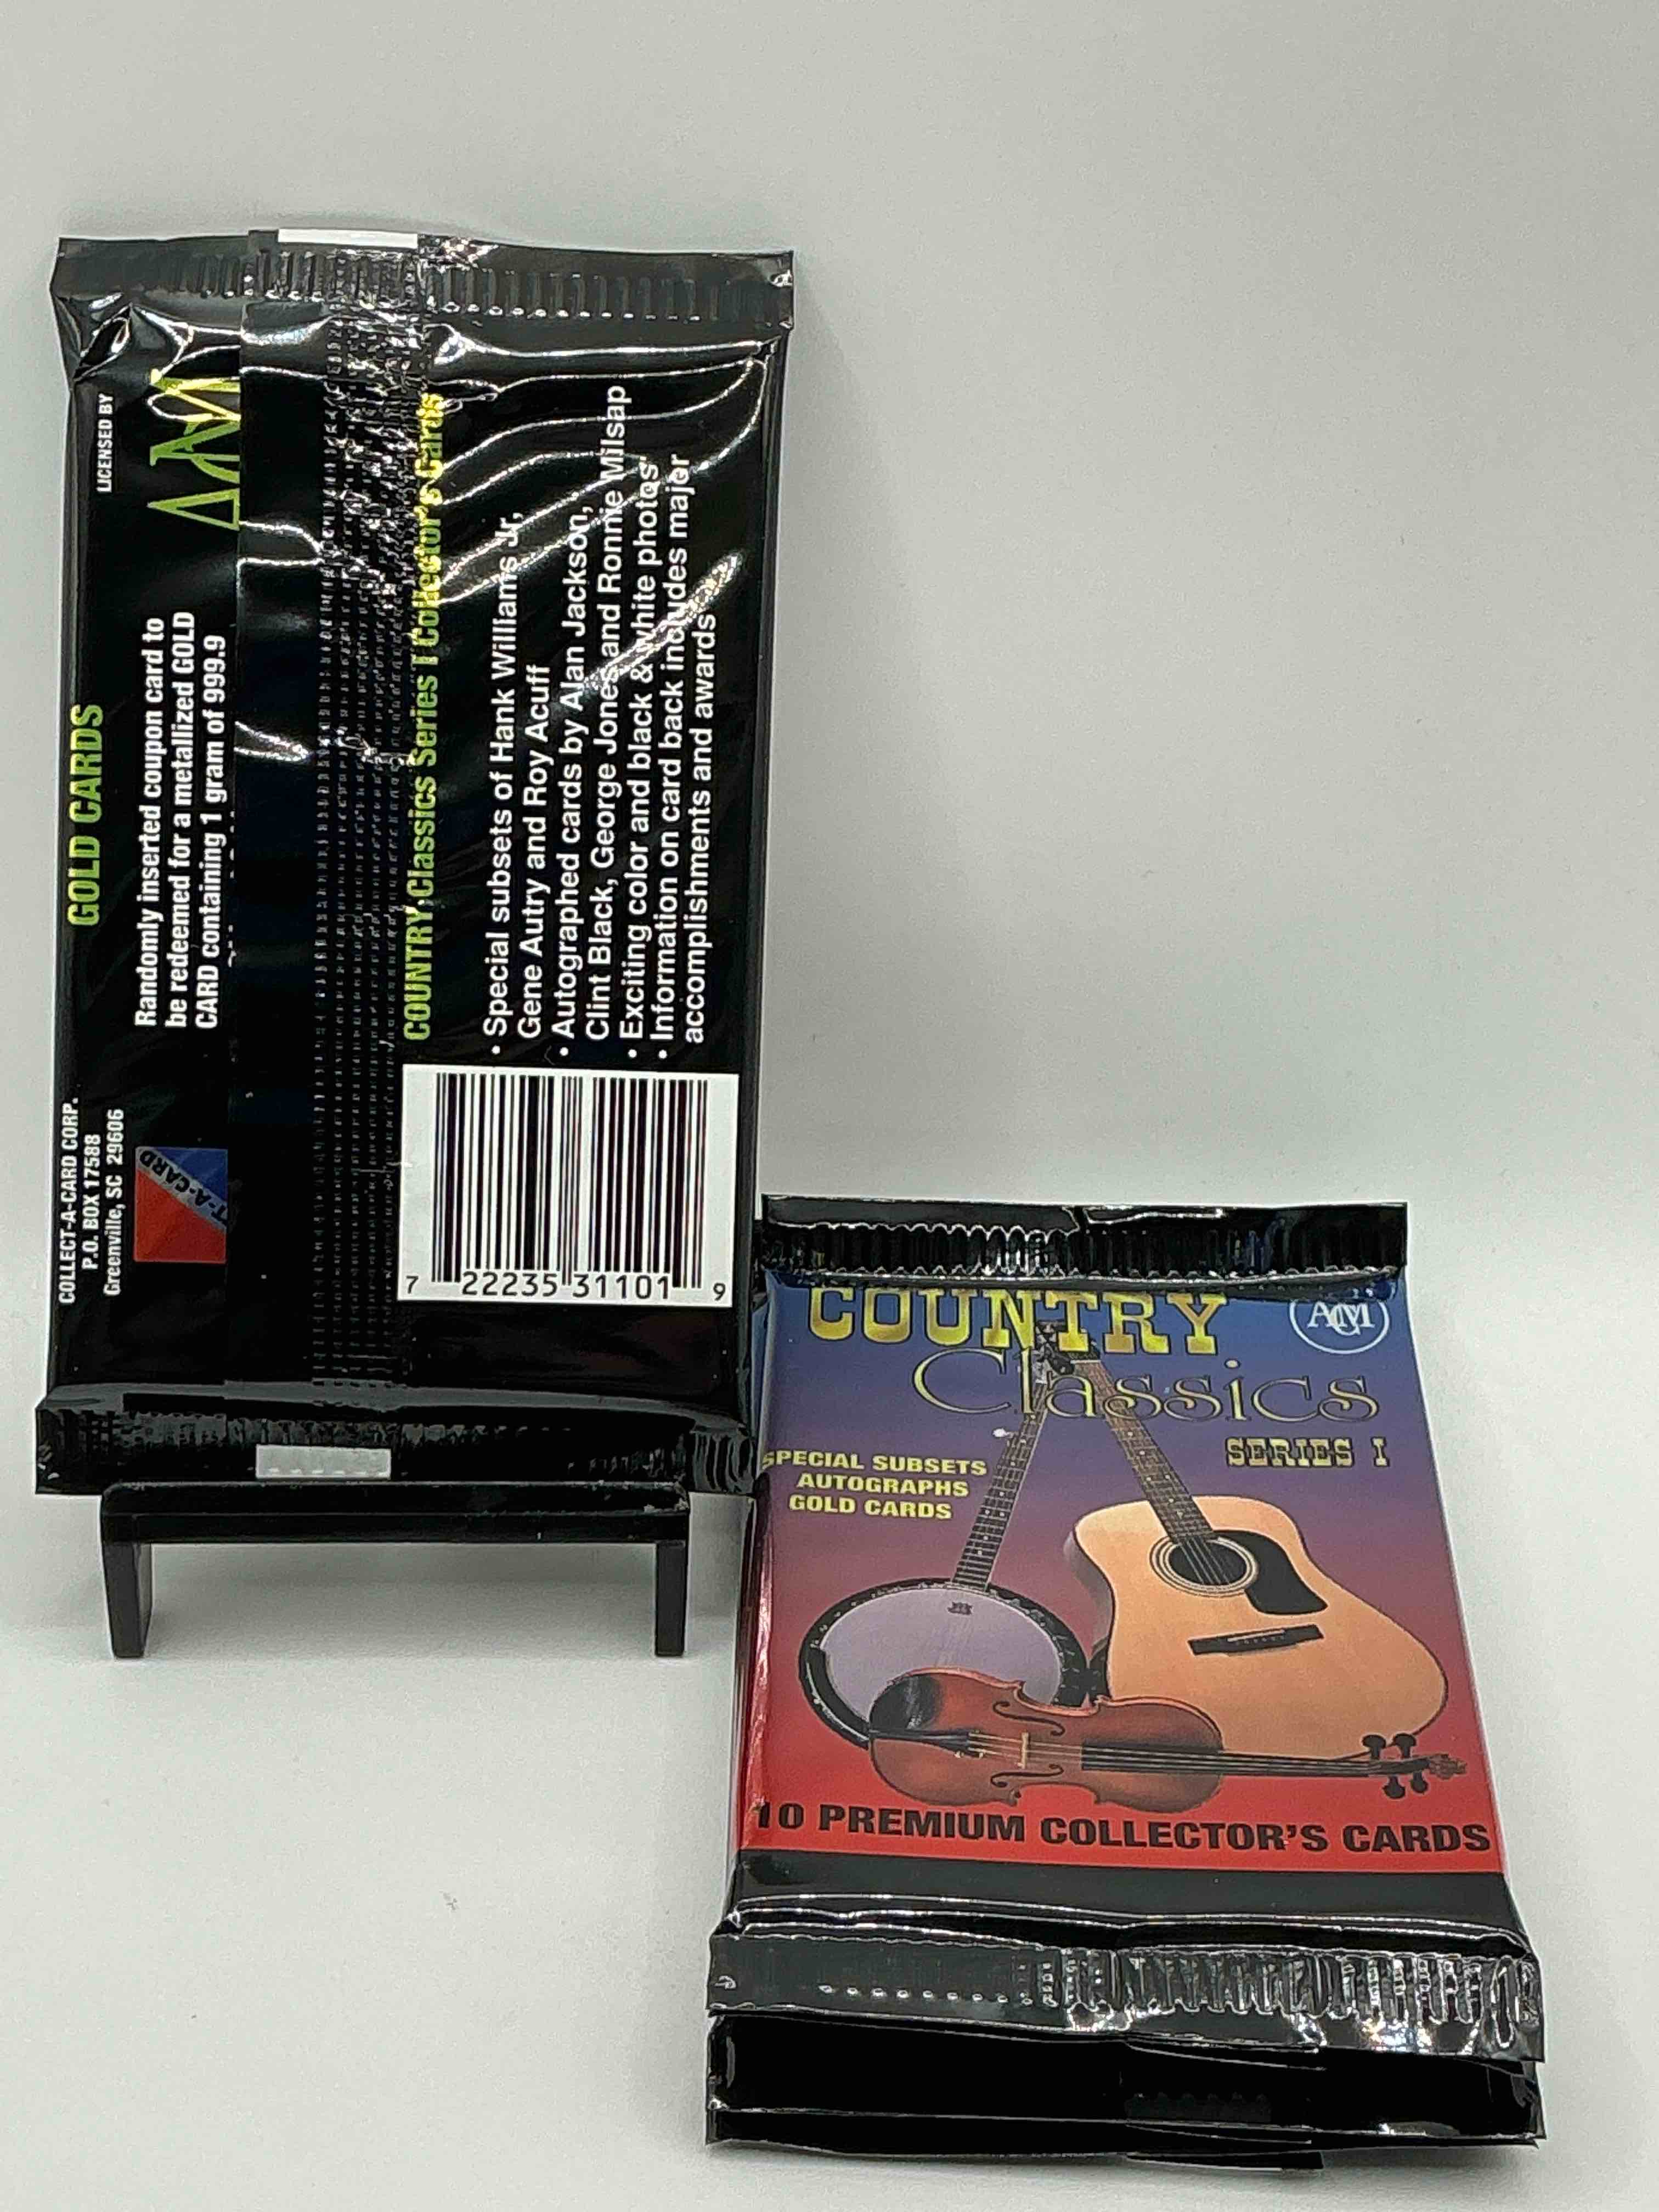 COLLECT-A-CARD CORP.
P.O. BOX 17588
Greenville, SC 29606
T-A-CARD
GOLD CARDS
Randomly inserted coupon card to
be redeemed for a metallized GOLD
CARD containing 1 gram of 999.9
LICENSED BY
COUNTRY Classics Series I Collector's Cards
• Special subsets of Hank Williams Jr,
Gene Autry and Roy Acuff
• Autographed cards by Alan Jackson,
Clint Black, George Jones and Ronnie Milsap
• Exciting color and black & white photos
• Information on card back includes major
accomplishments and awards
7 22235 31101 9
COUNTRY
ACM
Classics
SERIES I
SPECIAL SUBSETS
AUTOGRAPHS
GOLD CARDS
10 PREMIUM COLLECTOR'S CARDS